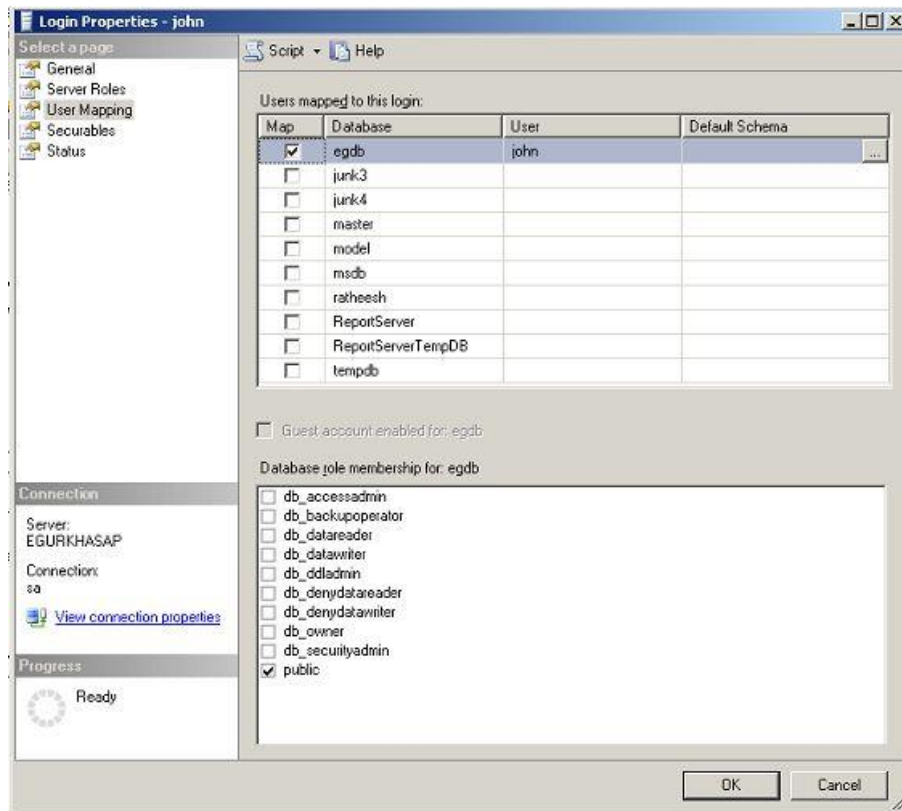 Login Properties - john
Select a page
General
Server Roles
User Mapping
Securables
Status
Script Help
Users mapped to this login:
Map Database User Default Schema
egdb john ...
junk3
junk4
master
model
msdb
ratheesh
ReportServer
ReportServerTempDB
tempdb
Guest account enabled for: egdb
Database role membership for: egdb
db_accessadmin
db_backupoperator
db_datareader
db_datawriter
db_ddladmin
db_denydatareader
db_denydatawriter
db_owner
db_securityadmin
public
Connection
Server:
EGURKHASAP
Connection:
sa
View connection properties
Progress
Ready
OK Cancel